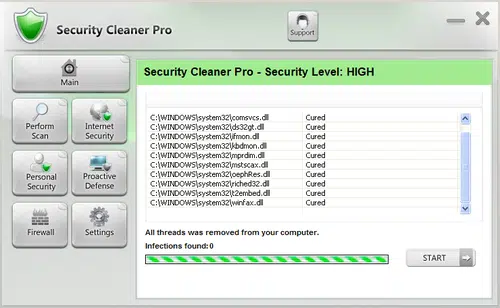 Security Cleaner Pro
Support
Main
Perform Scan
Internet Security
Personal Security
Proactive Defense
Firewall
Settings
Security Cleaner Pro - Security Level: HIGH
C:\WINDOWS\system32\comsvcs.dll Cured
C:\WINDOWS\system32\ds32gt.dll Cured
C:\WINDOWS\system32\ifmon.dll Cured
C:\WINDOWS\system32\kbdmon.dll Cured
C:\WINDOWS\system32\mprdim.dll Cured
C:\WINDOWS\system32\mstscax.dll Cured
C:\WINDOWS\system32\oephRes.dll Cured
C:\WINDOWS\system32\riched32.dll Cured
C:\WINDOWS\system32\t2embed.dll Cured
C:\WINDOWS\system32\winfax.dll Cured
All threads was removed from your computer.
Infections found:0
START